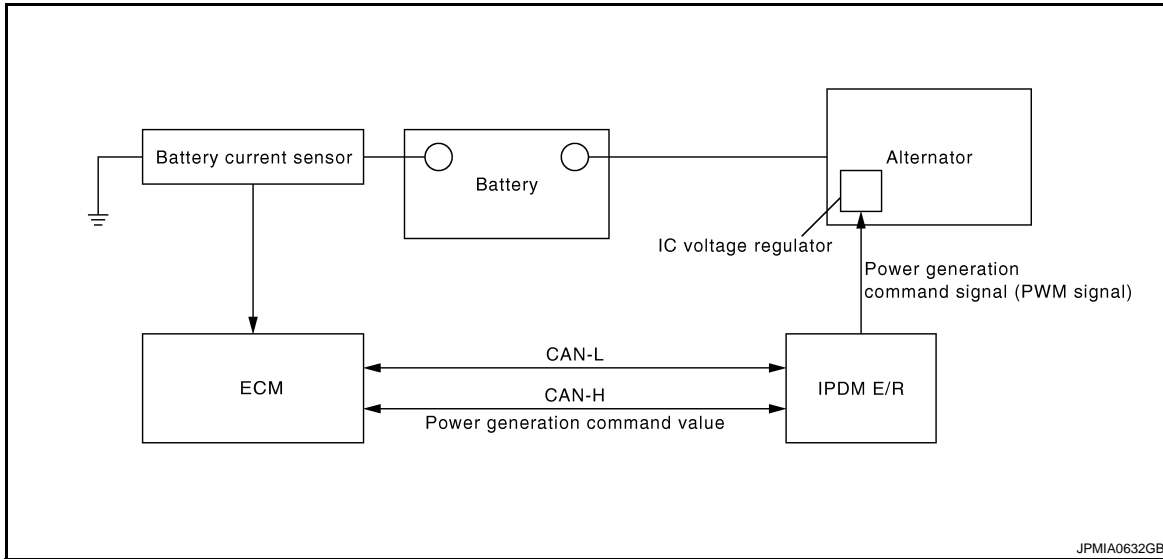 Battery current sensor
Battery
Alternator
IC voltage regulator
Power generation
command signal (PWM signal)
ECM
CAN-L
CAN-H
Power generation command value
IPDM E/R
JPMIA0632GB